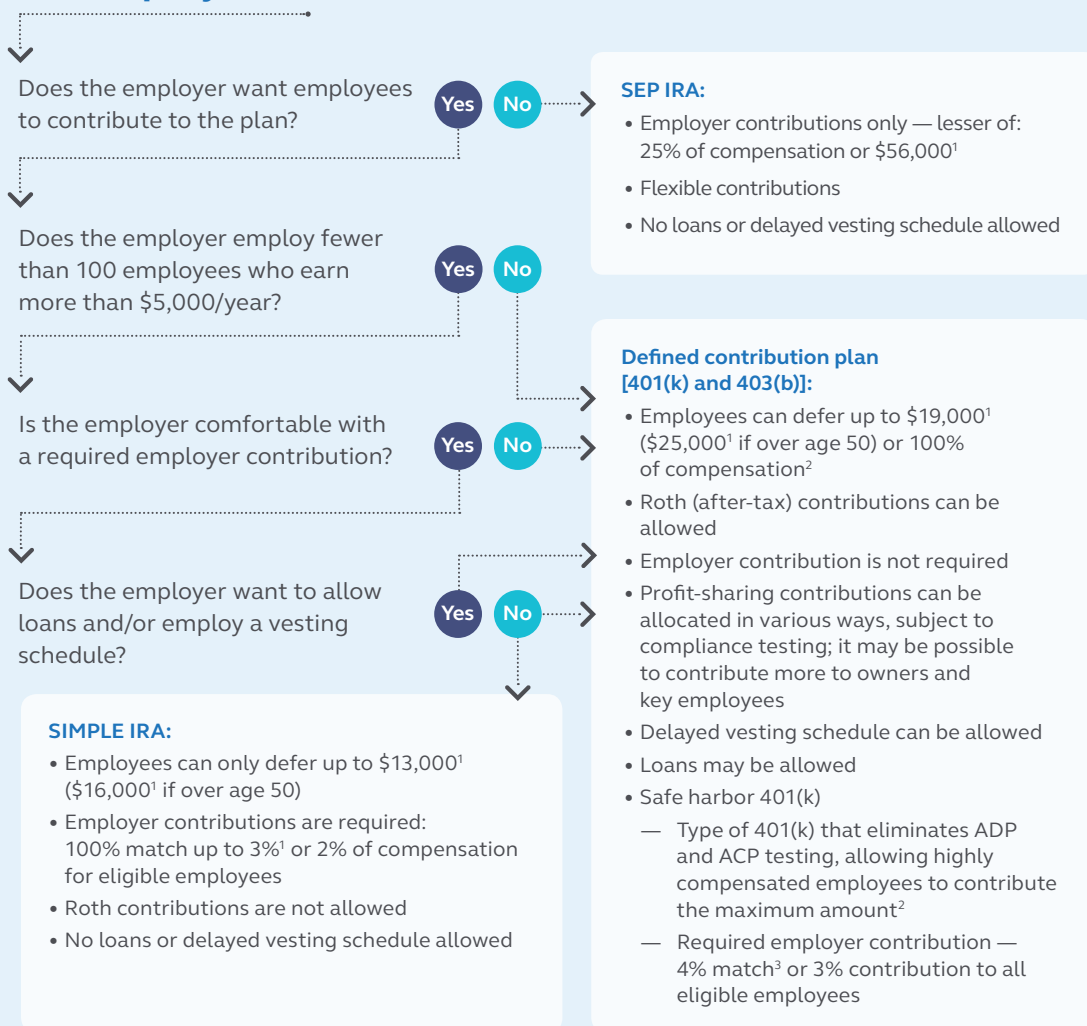 Does the employer want employees
to contribute to the plan?
Yes
No
SEP IRA:
• Employer contributions only — lesser of:
25% of compensation or $56,000¹
• Flexible contributions
• No loans or delayed vesting schedule allowed
Does the employer employ fewer
than 100 employees who earn
more than $5,000/year?
Yes
No
Is the employer comfortable with
a required employer contribution?
Yes
No
Does the employer want to allow
loans and/or employ a vesting
schedule?
Yes
No
Defined contribution plan
[401(k) and 403(b)]:
• Employees can defer up to $19,000¹
($25,000¹ if over age 50) or 100%
of compensation²
• Roth (after-tax) contributions can be
allowed
• Employer contribution is not required
• Profit-sharing contributions can be
allocated in various ways, subject to
compliance testing; it may be possible
to contribute more to owners and
key employees
• Delayed vesting schedule can be allowed
• Loans may be allowed
• Safe harbor 401(k)
— Type of 401(k) that eliminates ADP
and ACP testing, allowing highly
compensated employees to contribute
the maximum amount²
— Required employer contribution —
4% match³ or 3% contribution to all
eligible employees
SIMPLE IRA:
• Employees can only defer up to $13,000¹
($16,000¹ if over age 50)
• Employer contributions are required:
100% match up to 3%¹ or 2% of compensation
for eligible employees
• Roth contributions are not allowed
• No loans or delayed vesting schedule allowed